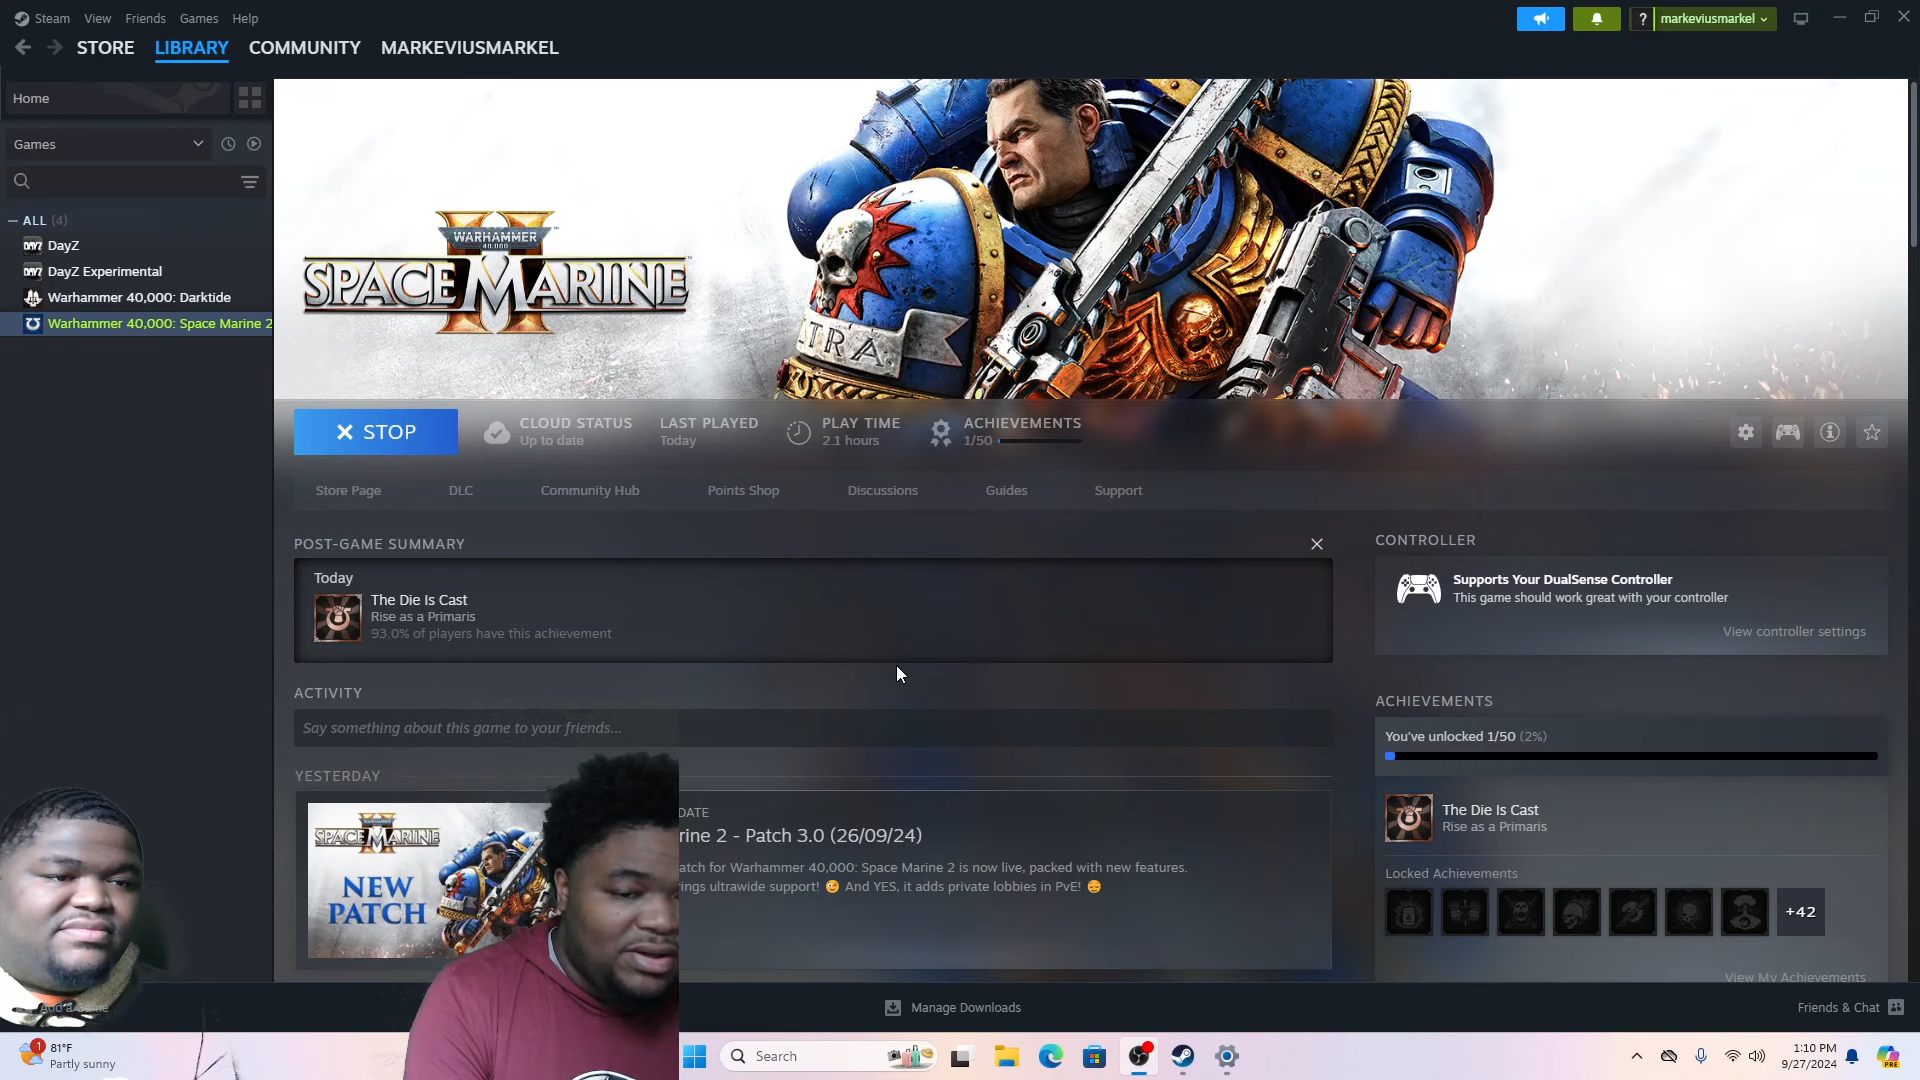 Steam View Friends Games Help
? markeviusmarkel
STORE LIBRARY COMMUNITY MARKEVIUSMARKEL
Home
Games
ALL (4)
DayZ
DayZ Experimental
Warhammer 40,000: Darktide
Warhammer 40,000: Space Marine 2
WARHAMMER
40,000
SPACE MARINE
TRA
STOP
CLOUD STATUS
Up to date
LAST PLAYED
Today
PLAY TIME
2.1 hours
ACHIEVEMENTS
1/50
Store Page DLC Community Hub Points Shop Discussions Guides Support
POST-GAME SUMMARY
Today
The Die Is Cast
Rise as a Primaris
93.0% of players have this achievement
ACTIVITY
Say something about this game to your friends...
YESTERDAY
SPACE MARINE
NEW
PATCH
DATE
rine 2 - Patch 3.0 (26/09/24)
atch for Warhammer 40,000: Space Marine 2 is now live, packed with new features.
ings ultrawide support! 😉 And YES, it adds private lobbies in PvE! 😌
CONTROLLER
Supports Your DualSense Controller
This game should work great with your controller
View controller settings
ACHIEVEMENTS
You've unlocked 1/50 (2%)
The Die Is Cast
Rise as a Primaris
Locked Achievements
+42
View My Achievements
Add a Game
Manage Downloads
Friends & Chat
1
81°F
Partly sunny
Search
1:10 PM
9/27/2024
PRE